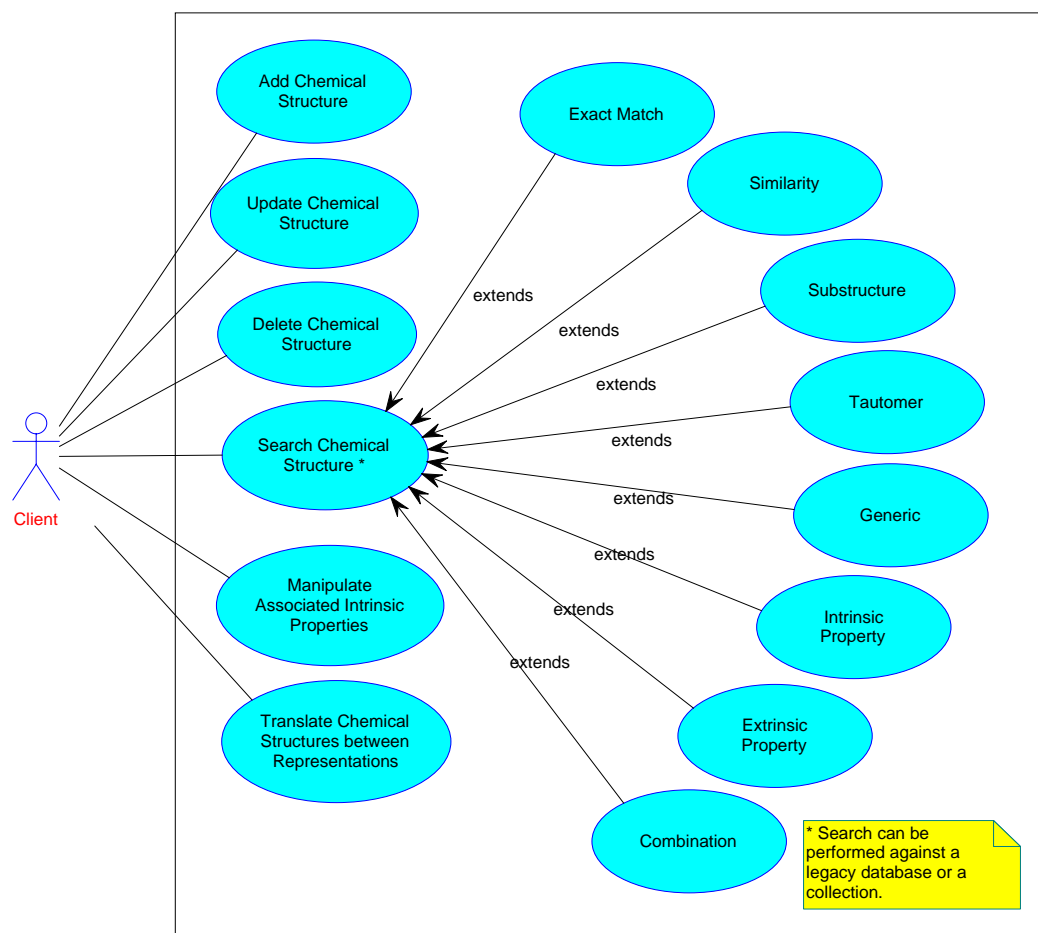 Add Chemical
Structure
Exact Match
Similarity
Update Chemical
Structure
Substructure
extends
extends
Delete Chemical
Structure
extends
Tautomer
extends
Search Chemical
Structure *
Client
Generic
extends
Manipulate
Associated Intrinsic
Properties
extends
Intrinsic
Property
extends
Translate Chemical
Structures between
Representations
Extrinsic
Property
Combination
* Search can be
performed against a
legacy database or a
collection.